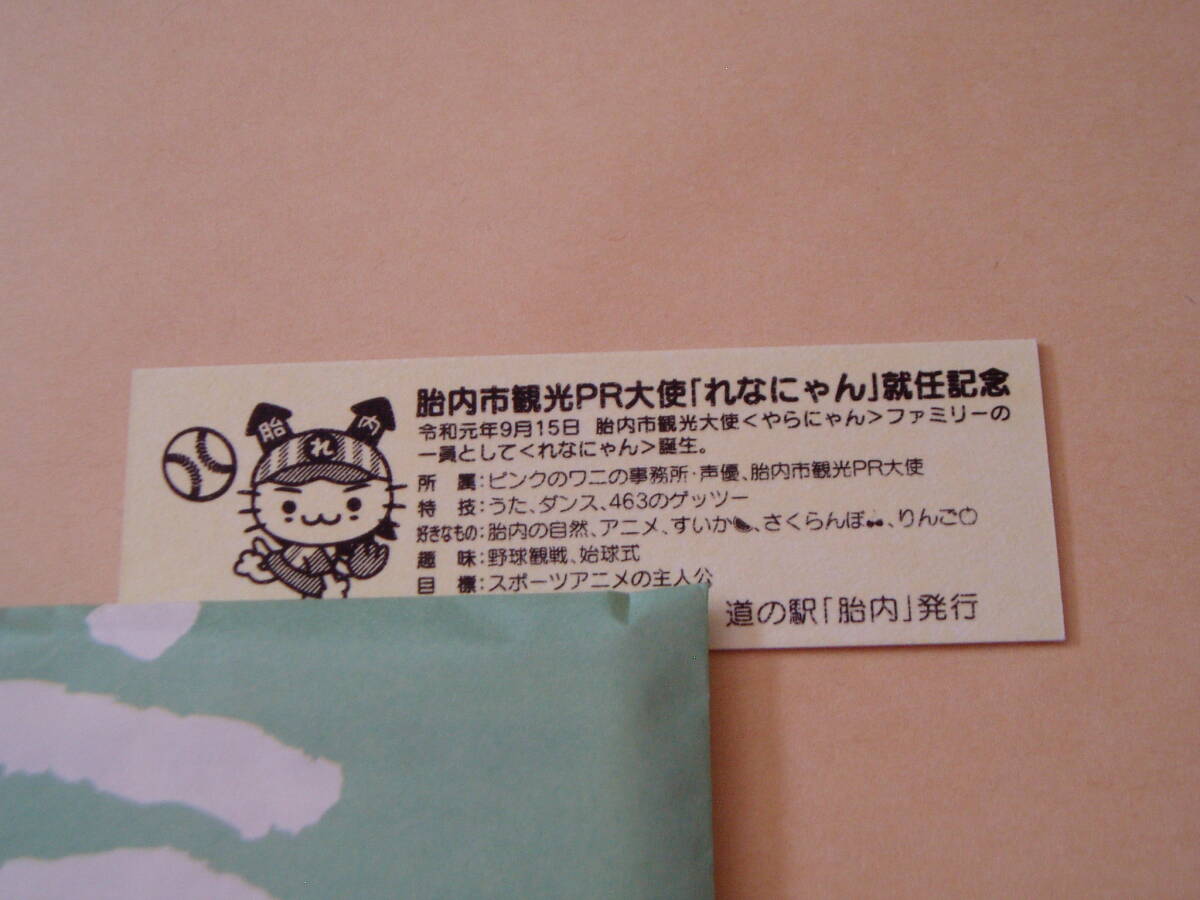 胎内市観光PR大使「れなにゃん」就任記念
令和元年9月15日 胎内市観光大使<やらにゃん>ファミリーの
一員として<れなにゃん>誕生。
所属:ピンクのワニの事務所・声優、胎内市観光PR大使
特技:うた、ダンス、463のゲッツー
好きなもの:胎内の自然、アニメ、すいか、さくらんぼ、りんご
趣味:野球観戦、始球式
目標:スポーツアニメの主人公
道の駅「胎内」発行
胎 内
れ